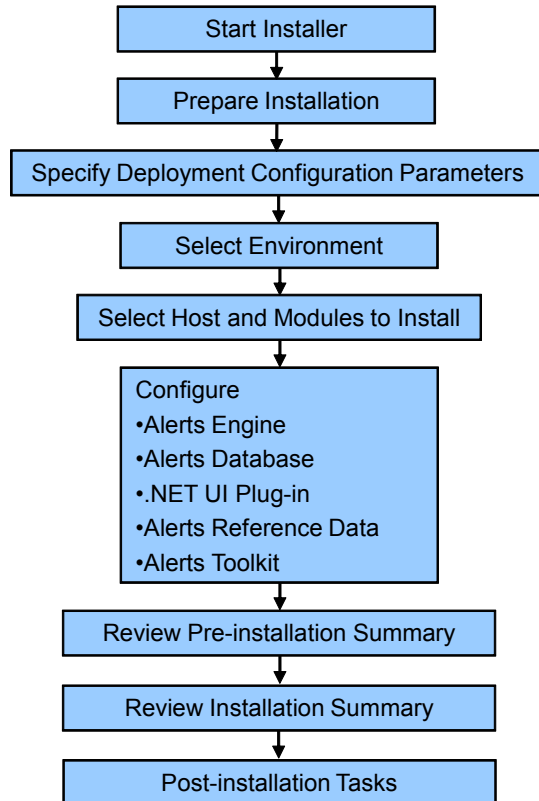 Start Installer
Prepare Installation
Specify Deployment Configuration Parameters
Select Environment
Select Host and Modules to Install
Configure
•Alerts Engine
•Alerts Database
•.NET UI Plug-in
•Alerts Reference Data
•Alerts Toolkit
Review Pre-installation Summary
Review Installation Summary
Post-installation Tasks